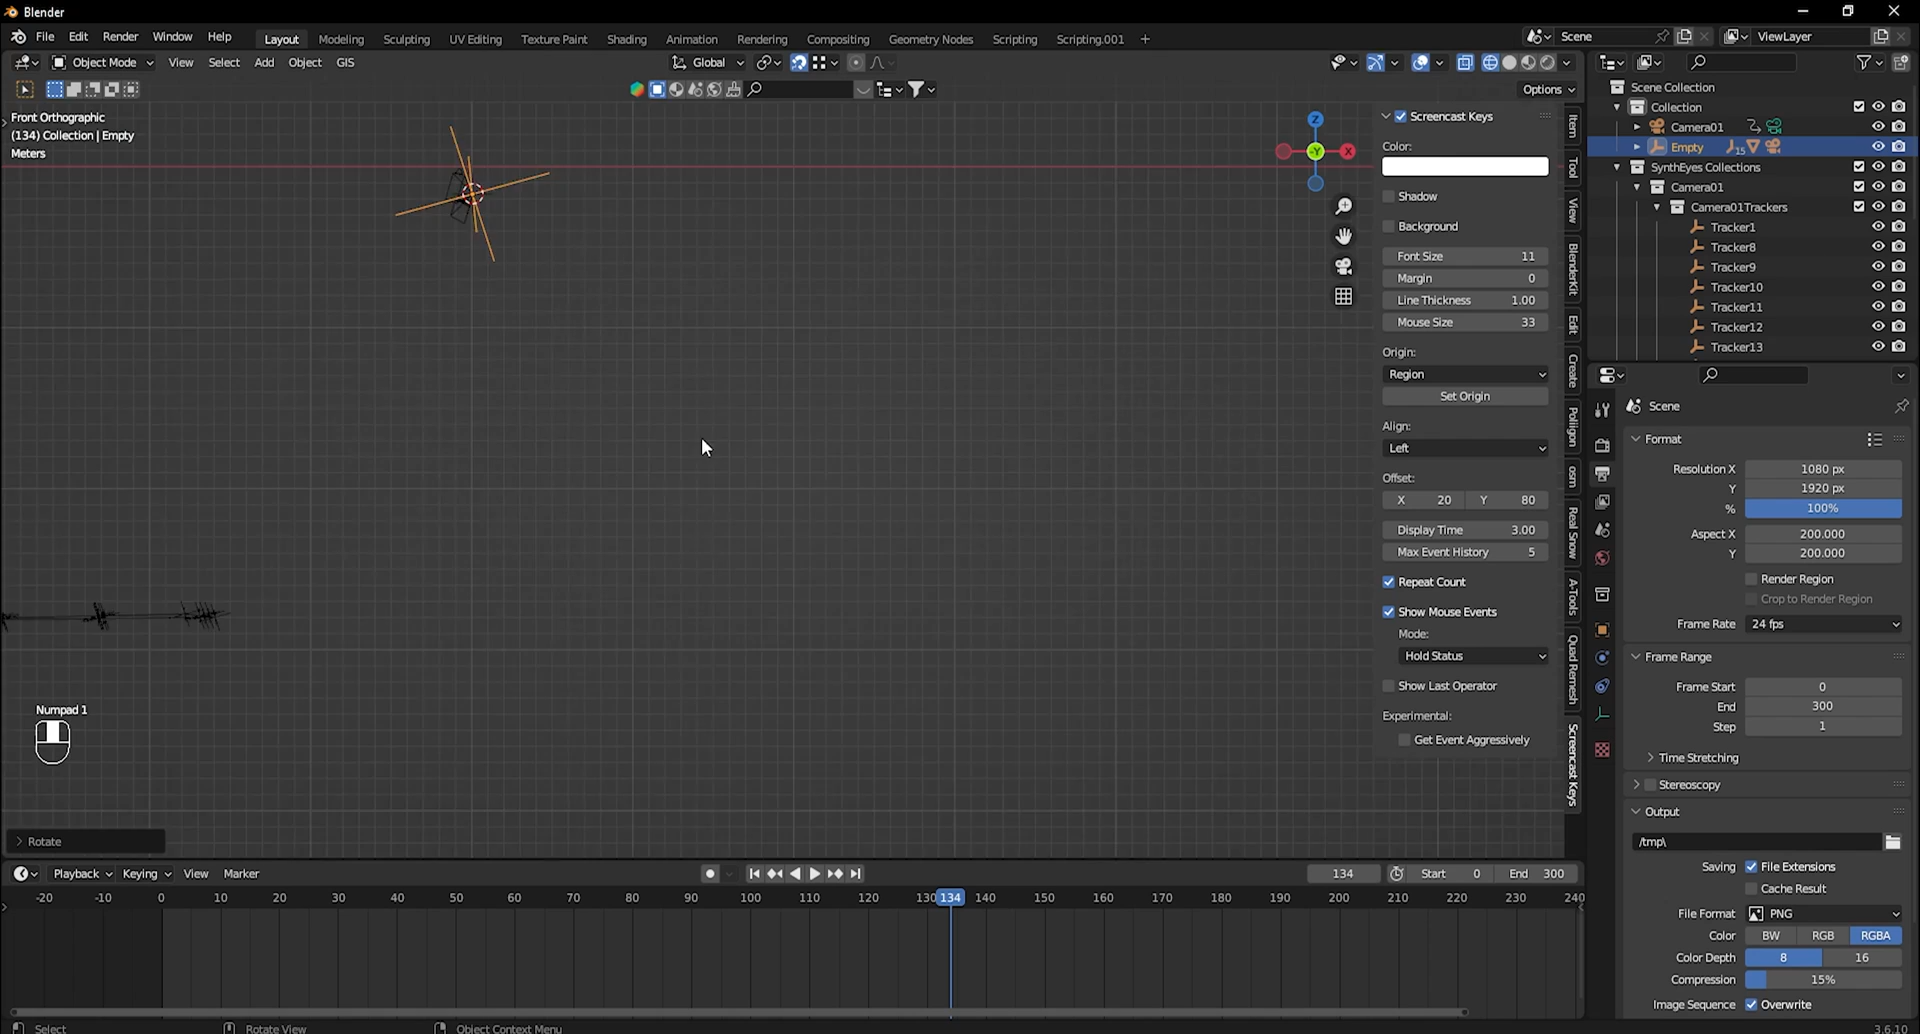 Blender
File Edit Render Window Help Layout Modeling Sculpting UV Editing Texture Paint Shading Animation Rendering Compositing Geometry Nodes Scripting Scripting.001 + Scene ViewLayer
Object Mode View Select Add Object GIS Global
Options
Front Orthographic
(134) Collection | Empty
Meters
Z
-Y X
Screencast Keys
Color:
Shadow
Background
Font Size 11
Margin 0
Line Thickness 1.00
Mouse Size 33
Origin:
Region
Set Origin
Align:
Left
Offset:
X 20 Y 80
Display Time 3.00
Max Event History 5
Repeat Count
Show Mouse Events
Mode:
Hold Status
Show Last Operator
Experimental:
Get Event Aggressively
Item
Tool
View
BlenderKit
Edit
Create
Poliigon
osm
Real Snow
A-Tools
Quad Remesh
Screencast Keys
Scene Collection
Collection
Camera01
Empty 15
SynthEyes Collections
Camera01
Camera01Trackers
Tracker1
Tracker8
Tracker9
Tracker10
Tracker11
Tracker12
Tracker13
Scene
Format
Resolution X 1080 px
Y 1920 px
% 100%
Aspect X 200.000
Y 200.000
Render Region
Crop to Render Region
Frame Rate 24 fps
Frame Range
Frame Start 0
End 300
Step 1
Time Stretching
Stereoscopy
Output
/tmp\
Saving File Extensions
Cache Result
File Format PNG
Color BW RGB RGBA
Color Depth 8 16
Compression 15%
Image Sequence Overwrite
Numpad 1
Rotate
Playback Keying View Marker 134 Start 0 End 300
-20 -10 0 10 20 30 40 50 60 70 80 90 100 110 120 130 134 140 150 160 170 180 190 200 210 220 230 240
Select Rotate View Object Context Menu 3.6.10